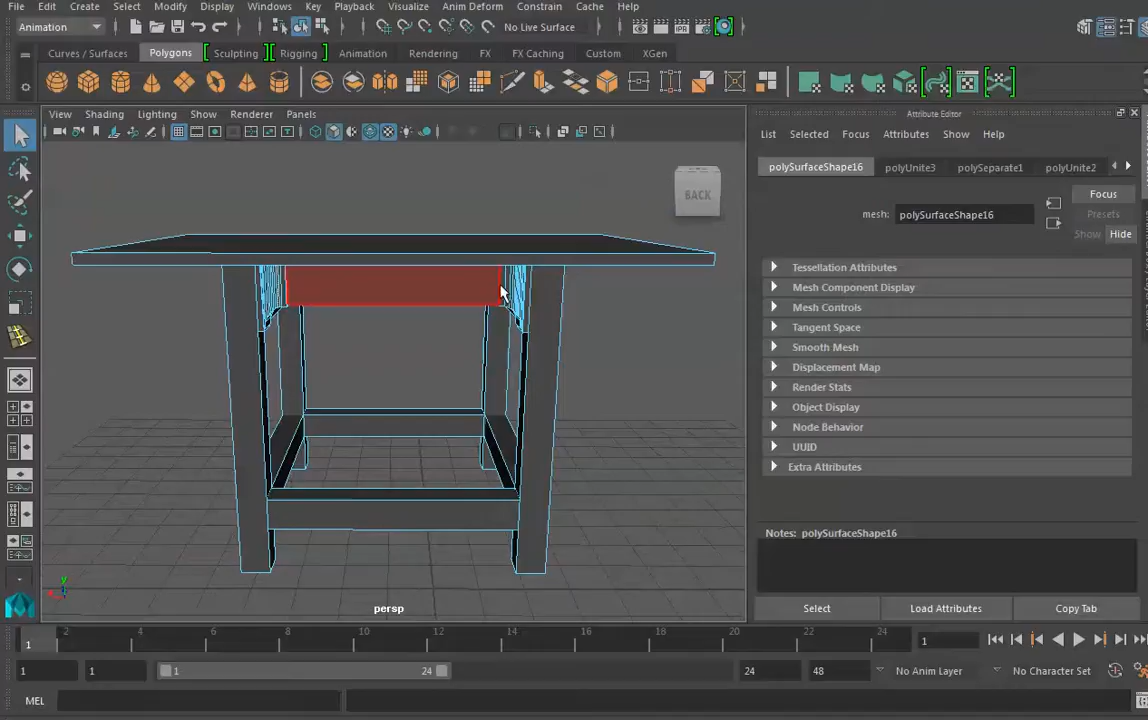 File Edit Create Select Modify Display Windows Key Playback Visualize Anim Deform Constrain Cache Help
Animation No Live Surface
Curves / Surfaces Polygons Sculpting Rigging Animation Rendering FX FX Caching Custom XGen
View Shading Lighting Show Renderer Panels
Attribute Editor
List Selected Focus Attributes Show Help
polySurfaceShape16 polyUnite3 polySeparate1 polyUnite2
Focus
mesh: polySurfaceShape16 Presets
Show Hide
BACK
Tessellation Attributes
Mesh Component Display
Mesh Controls
Tangent Space
Smooth Mesh
Displacement Map
Render Stats
Object Display
Node Behavior
UUID
Extra Attributes
Notes: polySurfaceShape16
y
persp
Select Load Attributes Copy Tab
1 2 4 6 8 10 12 14 16 18 20 22 24 1
1 1 1 24 24 48 No Anim Layer No Character Set
MEL